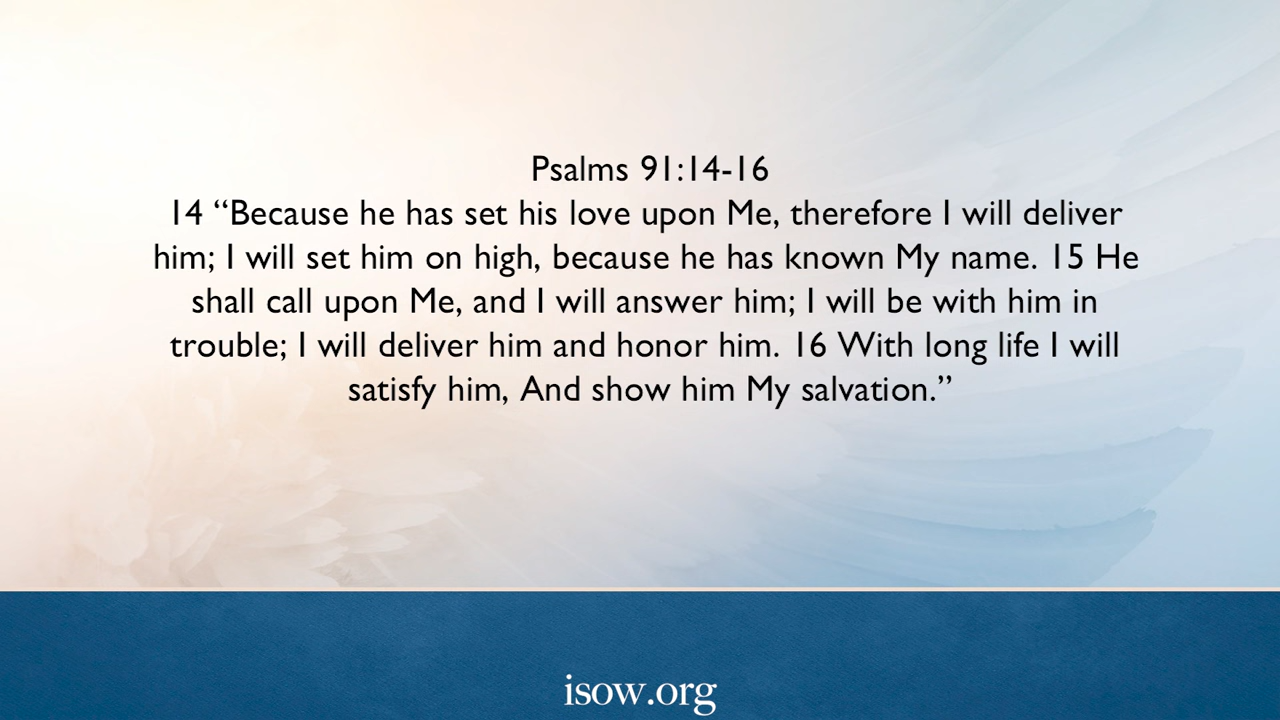 Psalms 91:14-16
14 “Because he has set his love upon Me, therefore I will deliver
him; I will set him on high, because he has known My name. 15 He
shall call upon Me, and I will answer him; I will be with him in
trouble; I will deliver him and honor him. 16 With long life I will
satisfy him, And show him My salvation.”
isow.org